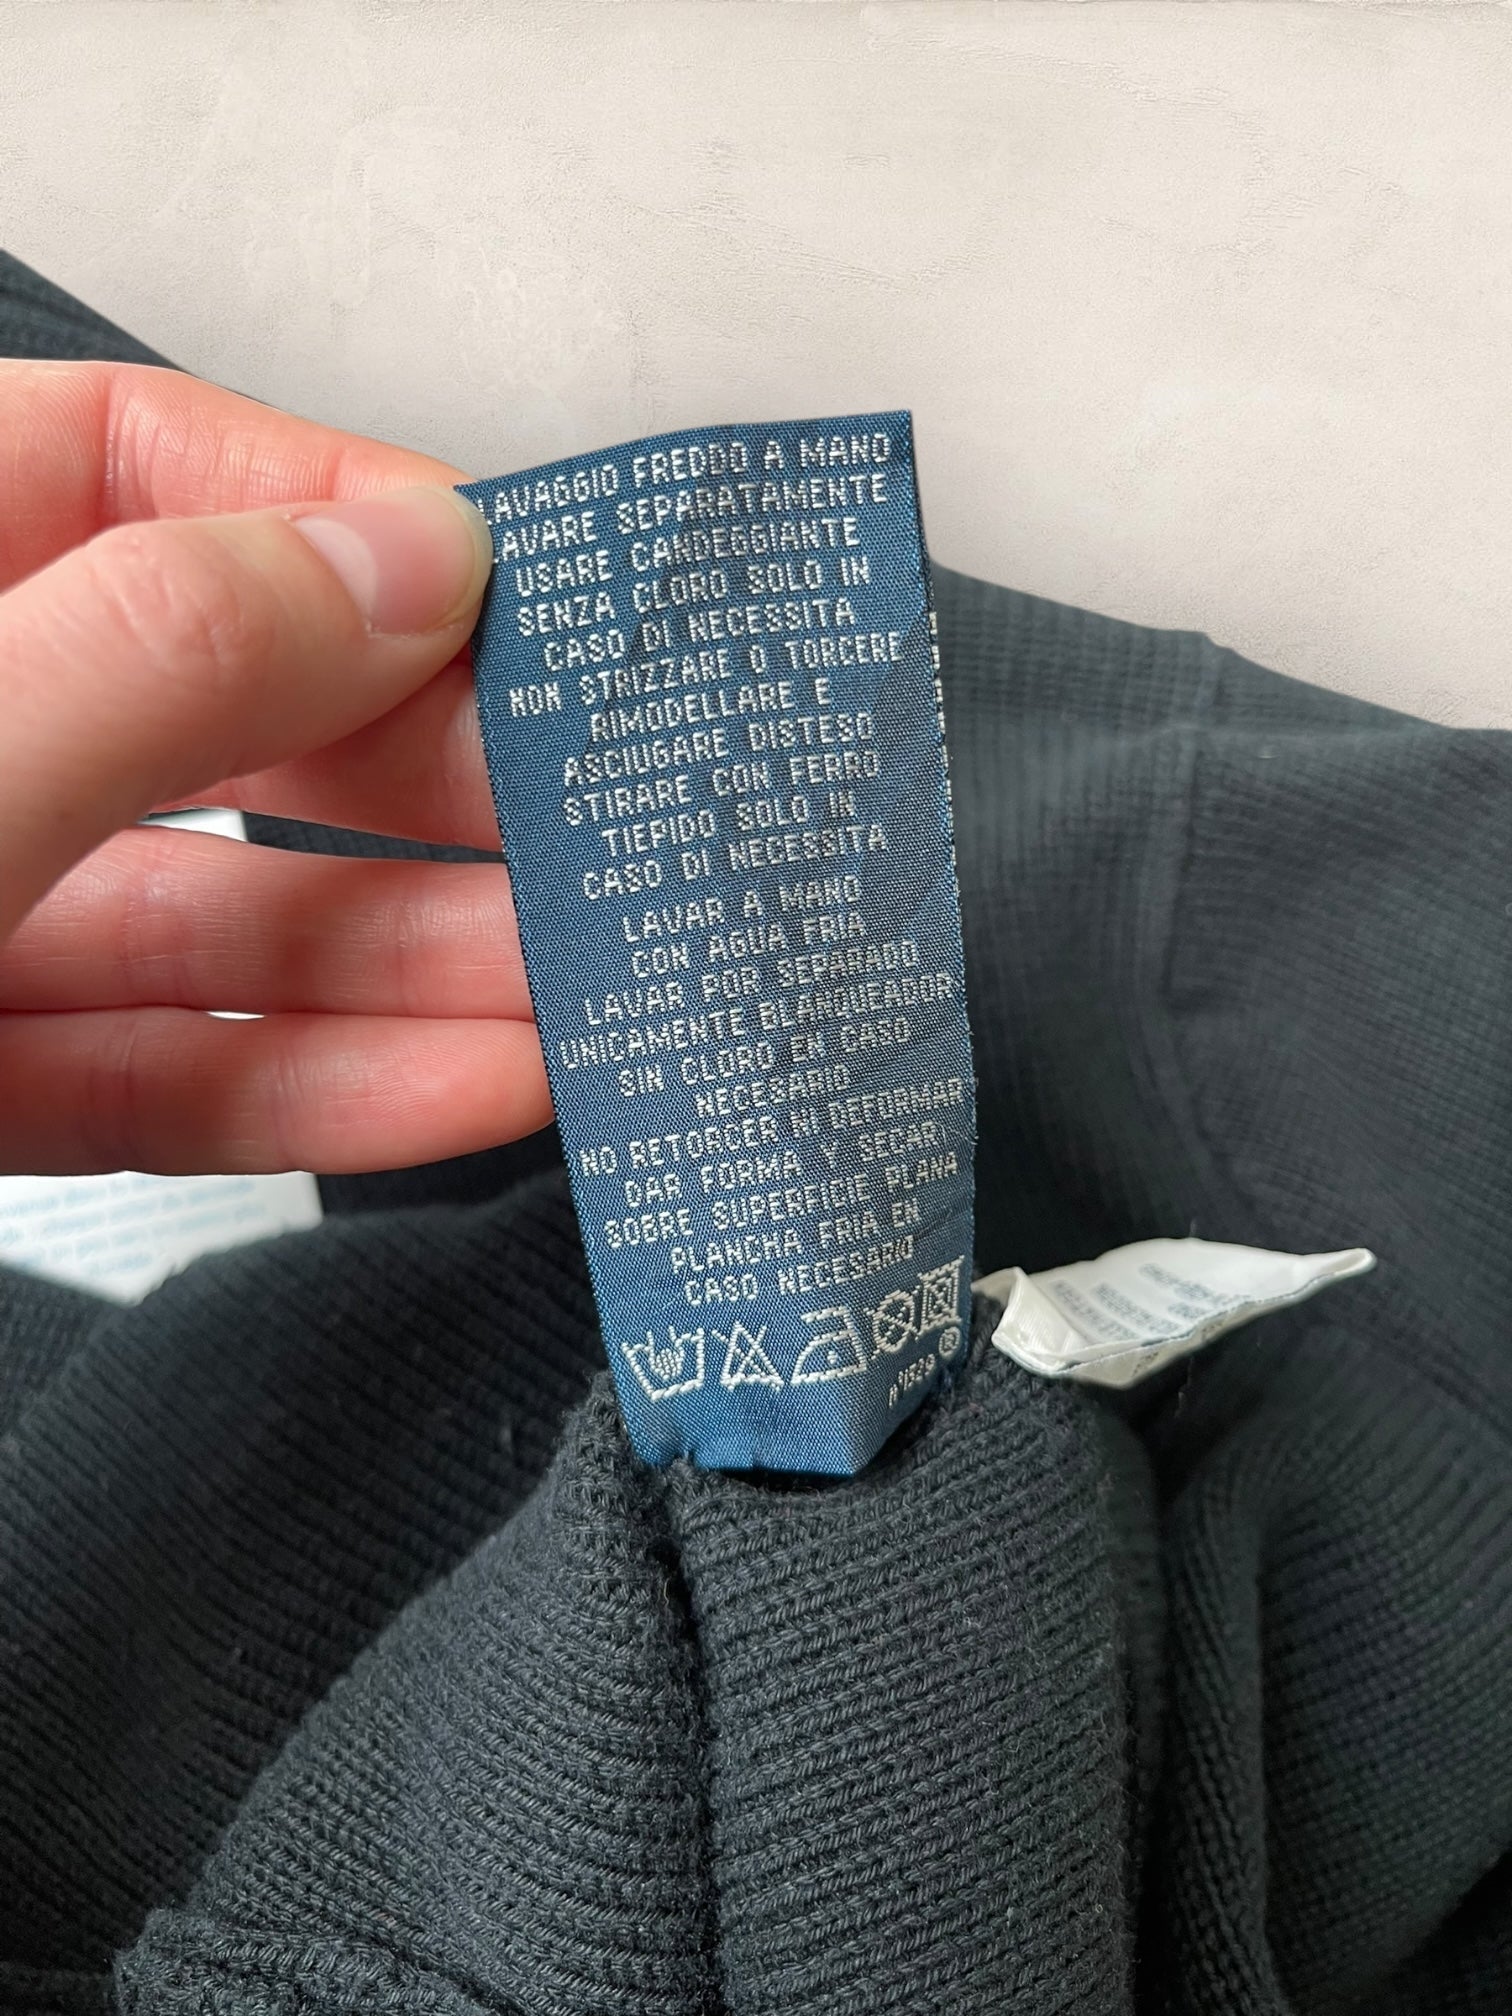 LAVAGGIO FREDDO A MANO
LAVARE SEPARATAMENTE
USARE CANDEGGIANTE
SENZA CLORO SOLO IN
CASO DI NECESSITA
NON STRIZZARE O TORCERE
RIMODELLARE E
ASCIUGARE DISTESO
STIRARE CON FERRO
TIEPIDO SOLO IN
CASO DI NECESSITA
LAVAR A MANO
CON AGUA FRIA
LAVAR POR SEPARADO
UNICAMENTE BLANQUEADOR
SIN CLORO EN CASO
NECESARIO
NO RETORCER NI DEFORMAR
DAR FORMA Y SECAR
SOBRE SUPERFICIE PLANA
PLANCHA FRIA EN
CASO NECESARIO